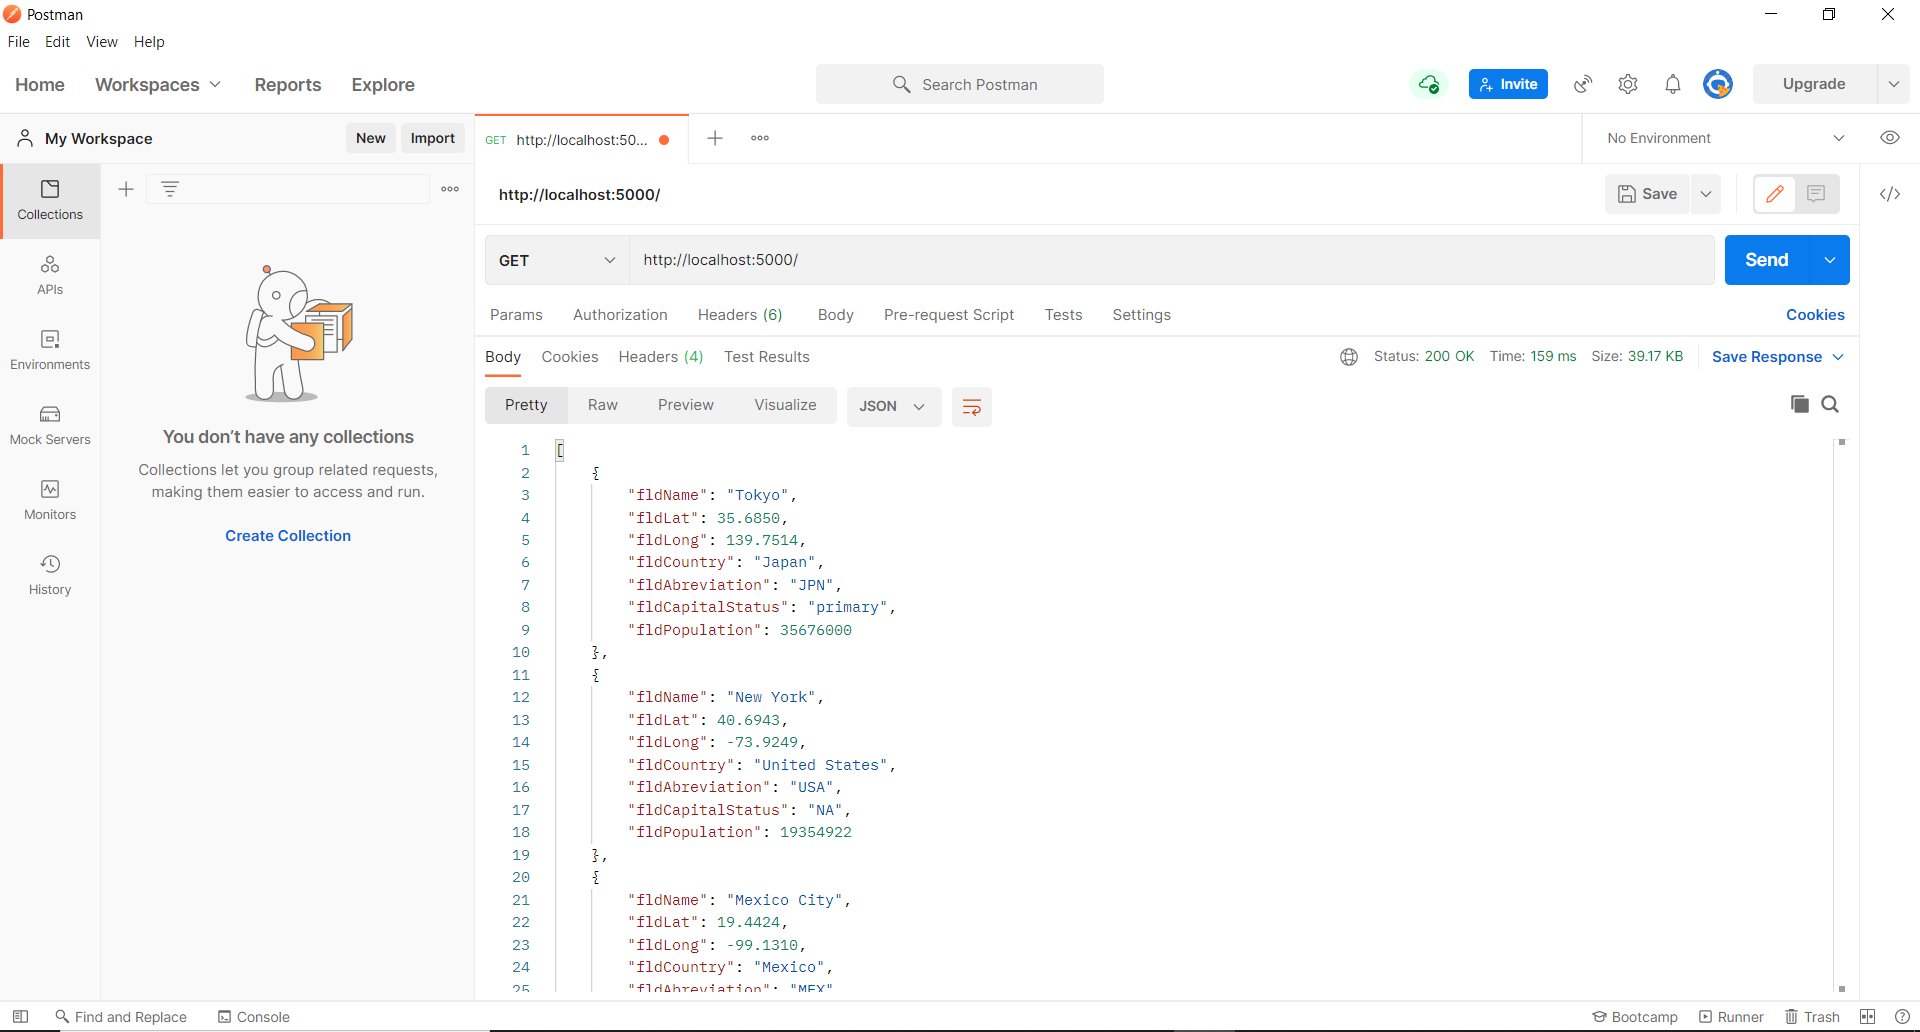 Postman
File Edit View Help
Home Workspaces Reports Explore Search Postman Invite Upgrade
My Workspace New Import GET http://localhost:50... No Environment
Collections
APIs
Environments
Mock Servers
Monitors
History
You don't have any collections
Collections let you group related requests,
making them easier to access and run.
Create Collection
http://localhost:5000/ Save
GET http://localhost:5000/ Send
Params Authorization Headers (6) Body Pre-request Script Tests Settings Cookies
Body Cookies Headers (4) Test Results Status: 200 OK Time: 159 ms Size: 39.17 KB Save Response
Pretty Raw Preview Visualize JSON
1 [
2 {
3 "fldName": "Tokyo",
4 "fldLat": 35.6850,
5 "fldLong": 139.7514,
6 "fldCountry": "Japan",
7 "fldAbreviation": "JPN",
8 "fldCapitalStatus": "primary",
9 "fldPopulation": 35676000
10 },
11 {
12 "fldName": "New York",
13 "fldLat": 40.6943,
14 "fldLong": -73.9249,
15 "fldCountry": "United States",
16 "fldAbreviation": "USA",
17 "fldCapitalStatus": "NA",
18 "fldPopulation": 19354922
19 },
20 {
21 "fldName": "Mexico City",
22 "fldLat": 19.4424,
23 "fldLong": -99.1310,
24 "fldCountry": "Mexico",
25 "fldAbreviation": "MEX"
Find and Replace Console Bootcamp Runner Trash